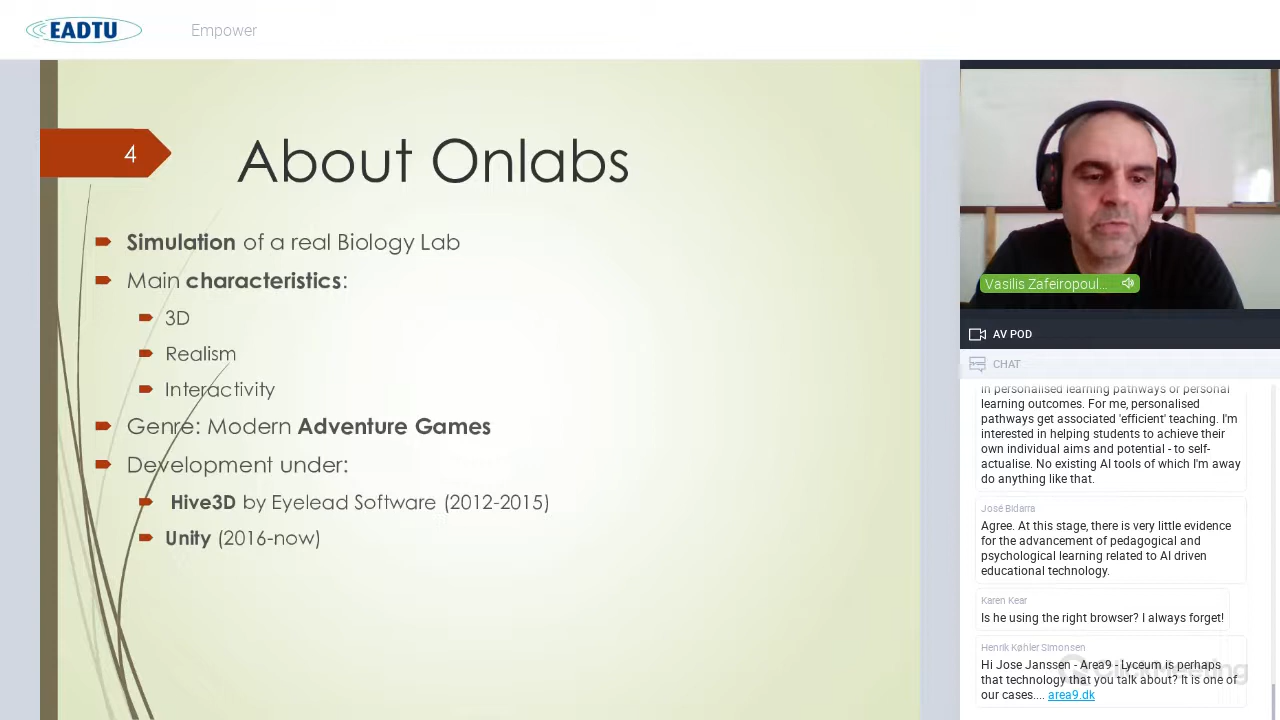 EADTU
Empower
4
About Onlabs
Simulation of a real Biology Lab
Main characteristics:
3D
Realism
Interactivity
Genre: Modern Adventure Games
Development under:
Hive3D by Eyelead Software (2012-2015)
Unity (2016-now)
Vasilis Zafeiropoul...
AV POD
CHAT
in personalised learning pathways or personal
learning outcomes. For me, personalised
pathways get associated 'efficient' teaching. I'm
interested in helping students to achieve their
own individual aims and potential - to self-
actualise. No existing AI tools of which I'm away
do anything like that.
José Bidarra
Agree. At this stage, there is very little evidence
for the advancement of pedagogical and
psychological learning related to AI driven
educational technology.
Karen Kear
Is he using the right browser? I always forget!
Henrik Køhler Simonsen
Hi Jose Janssen - Area9 - Lyceum is perhaps
that technology that you talk about? It is one of
our cases.... area9.dk